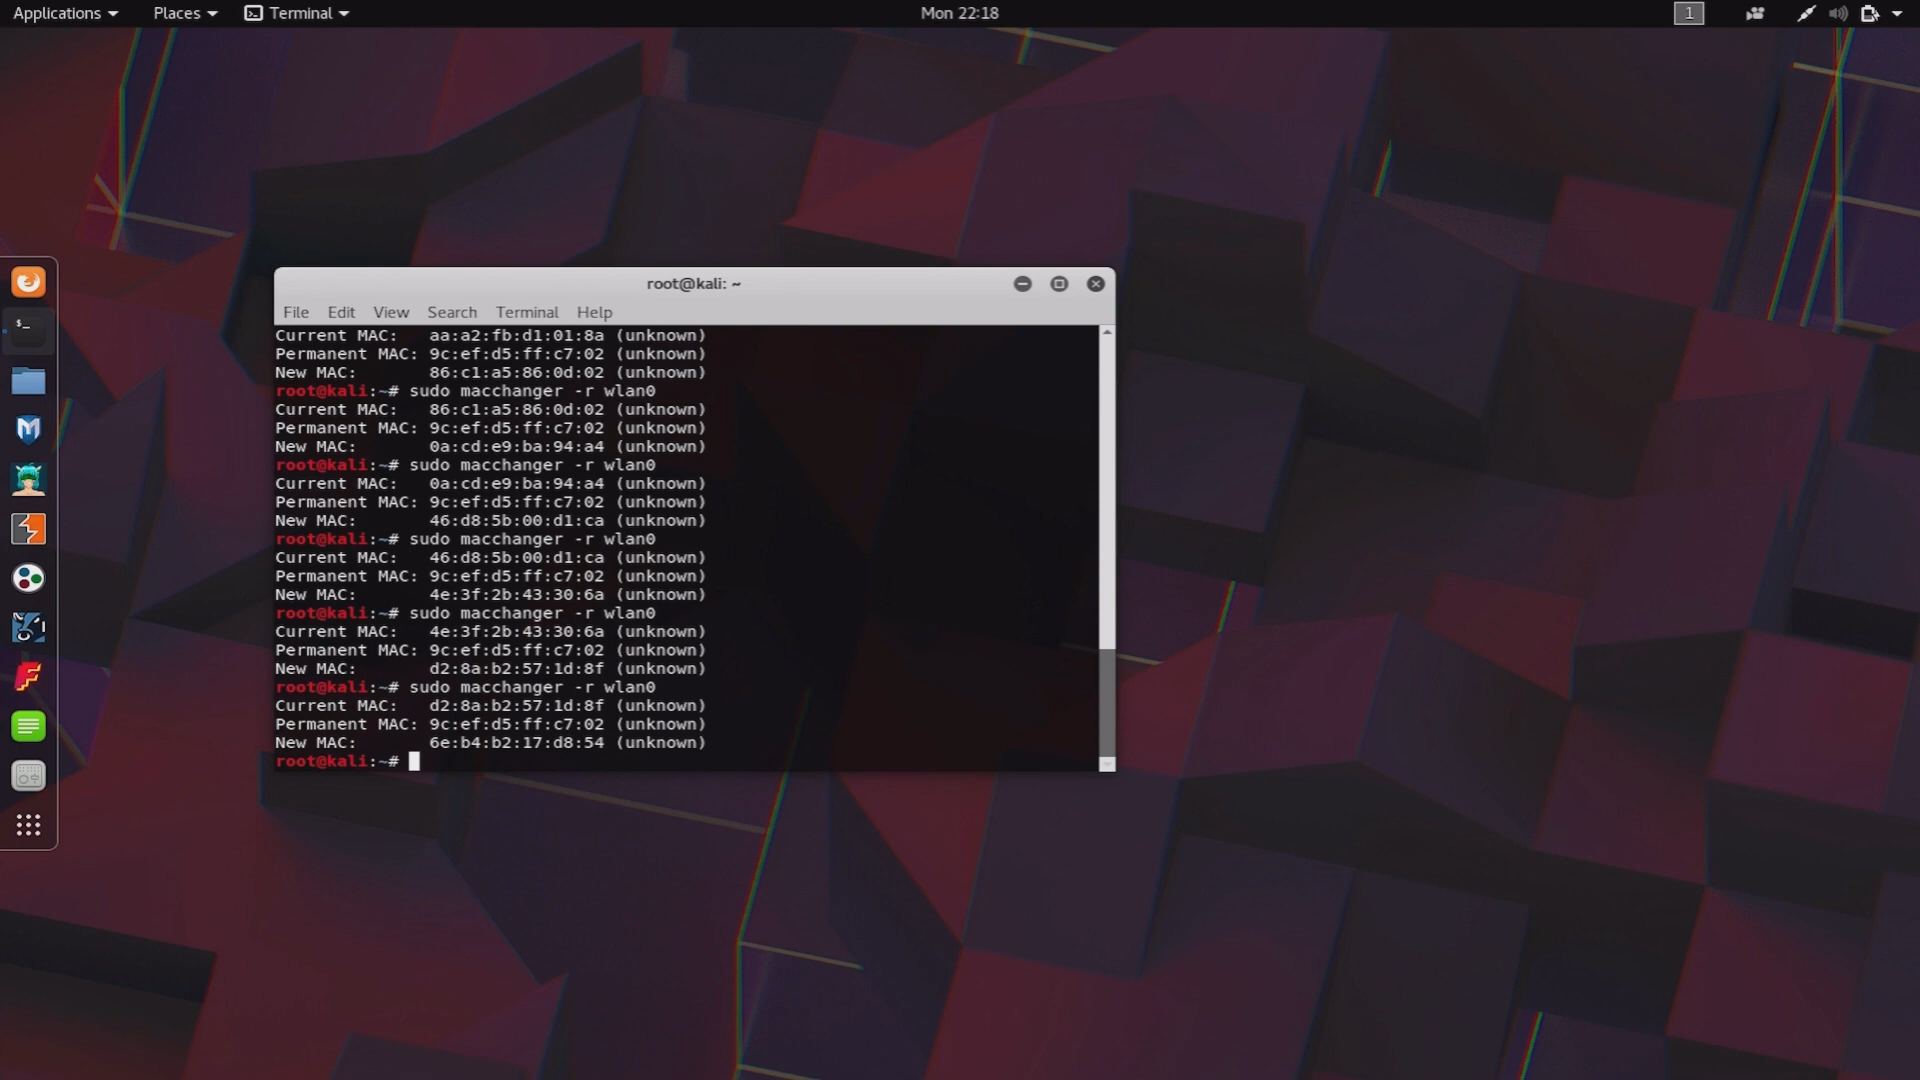 Applications Places Terminal Mon 22:18 1
root@kali: ~
File Edit View Search Terminal Help
Current MAC:   aa:a2:fb:d1:01:8a (unknown)
Permanent MAC: 9c:ef:d5:ff:c7:02 (unknown)
New MAC:       86:c1:a5:86:0d:02 (unknown)
root@kali:~# sudo macchanger -r wlan0
Current MAC:   86:c1:a5:86:0d:02 (unknown)
Permanent MAC: 9c:ef:d5:ff:c7:02 (unknown)
New MAC:       0a:cd:e9:ba:94:a4 (unknown)
root@kali:~# sudo macchanger -r wlan0
Current MAC:   0a:cd:e9:ba:94:a4 (unknown)
Permanent MAC: 9c:ef:d5:ff:c7:02 (unknown)
New MAC:       46:d8:5b:00:d1:ca (unknown)
root@kali:~# sudo macchanger -r wlan0
Current MAC:   46:d8:5b:00:d1:ca (unknown)
Permanent MAC: 9c:ef:d5:ff:c7:02 (unknown)
New MAC:       4e:3f:2b:43:30:6a (unknown)
root@kali:~# sudo macchanger -r wlan0
Current MAC:   4e:3f:2b:43:30:6a (unknown)
Permanent MAC: 9c:ef:d5:ff:c7:02 (unknown)
New MAC:       d2:8a:b2:57:1d:8f (unknown)
root@kali:~# sudo macchanger -r wlan0
Current MAC:   d2:8a:b2:57:1d:8f (unknown)
Permanent MAC: 9c:ef:d5:ff:c7:02 (unknown)
New MAC:       6e:b4:b2:17:d8:54 (unknown)
root@kali:~#